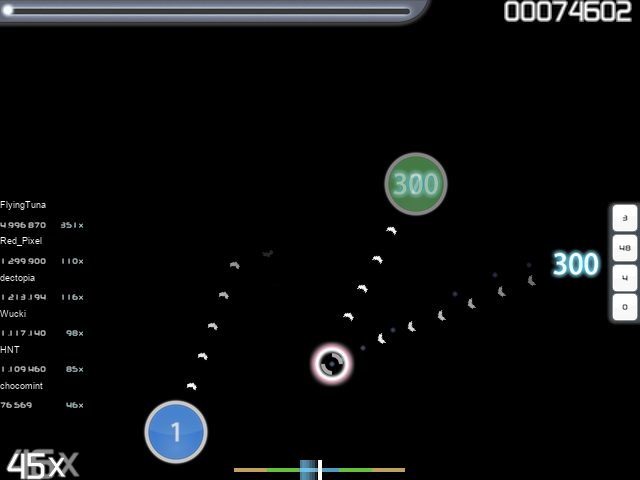 00074602
300
FlyingTuna
4 996 870 351x
Red_Pixel
1 299 900 110x
dectopia
1 213 194 116x
Wucki
1 117 140 98x
HNT
1 109 460 85x
chocomint
76 569 46x
300
3
48
4
0
1
45x